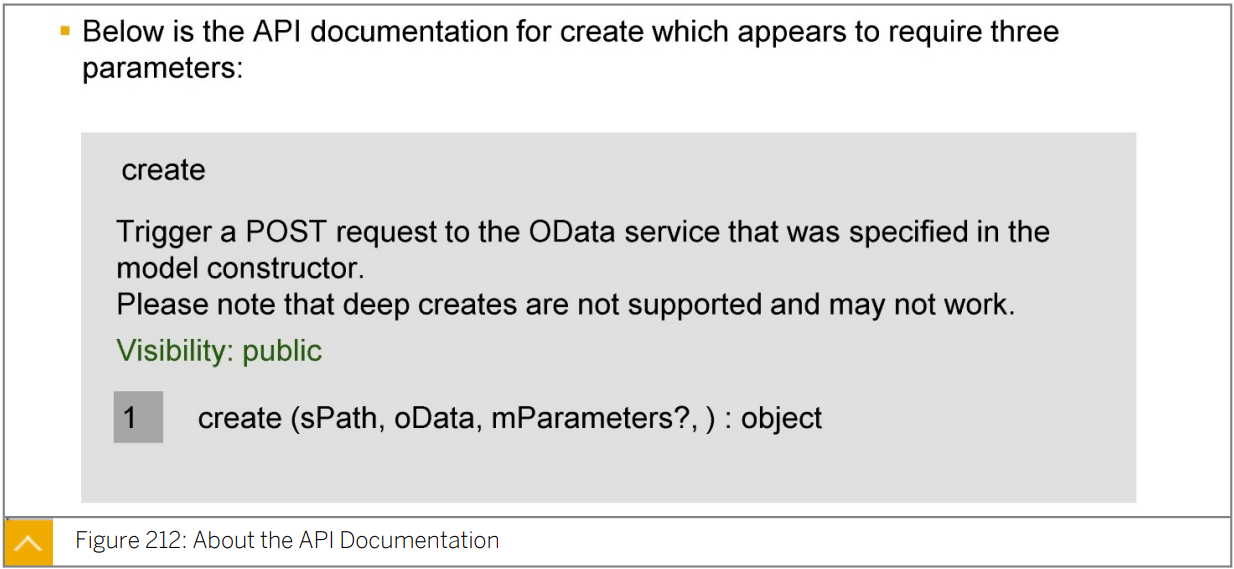 Below is the API documentation for create which appears to require three
parameters:
create
Trigger a POST request to the OData service that was specified in the
model constructor.
Please note that deep creates are not supported and may not work.
Visibility: public
1 create (sPath, oData, mParameters?, ) : object
Figure 212: About the API Documentation